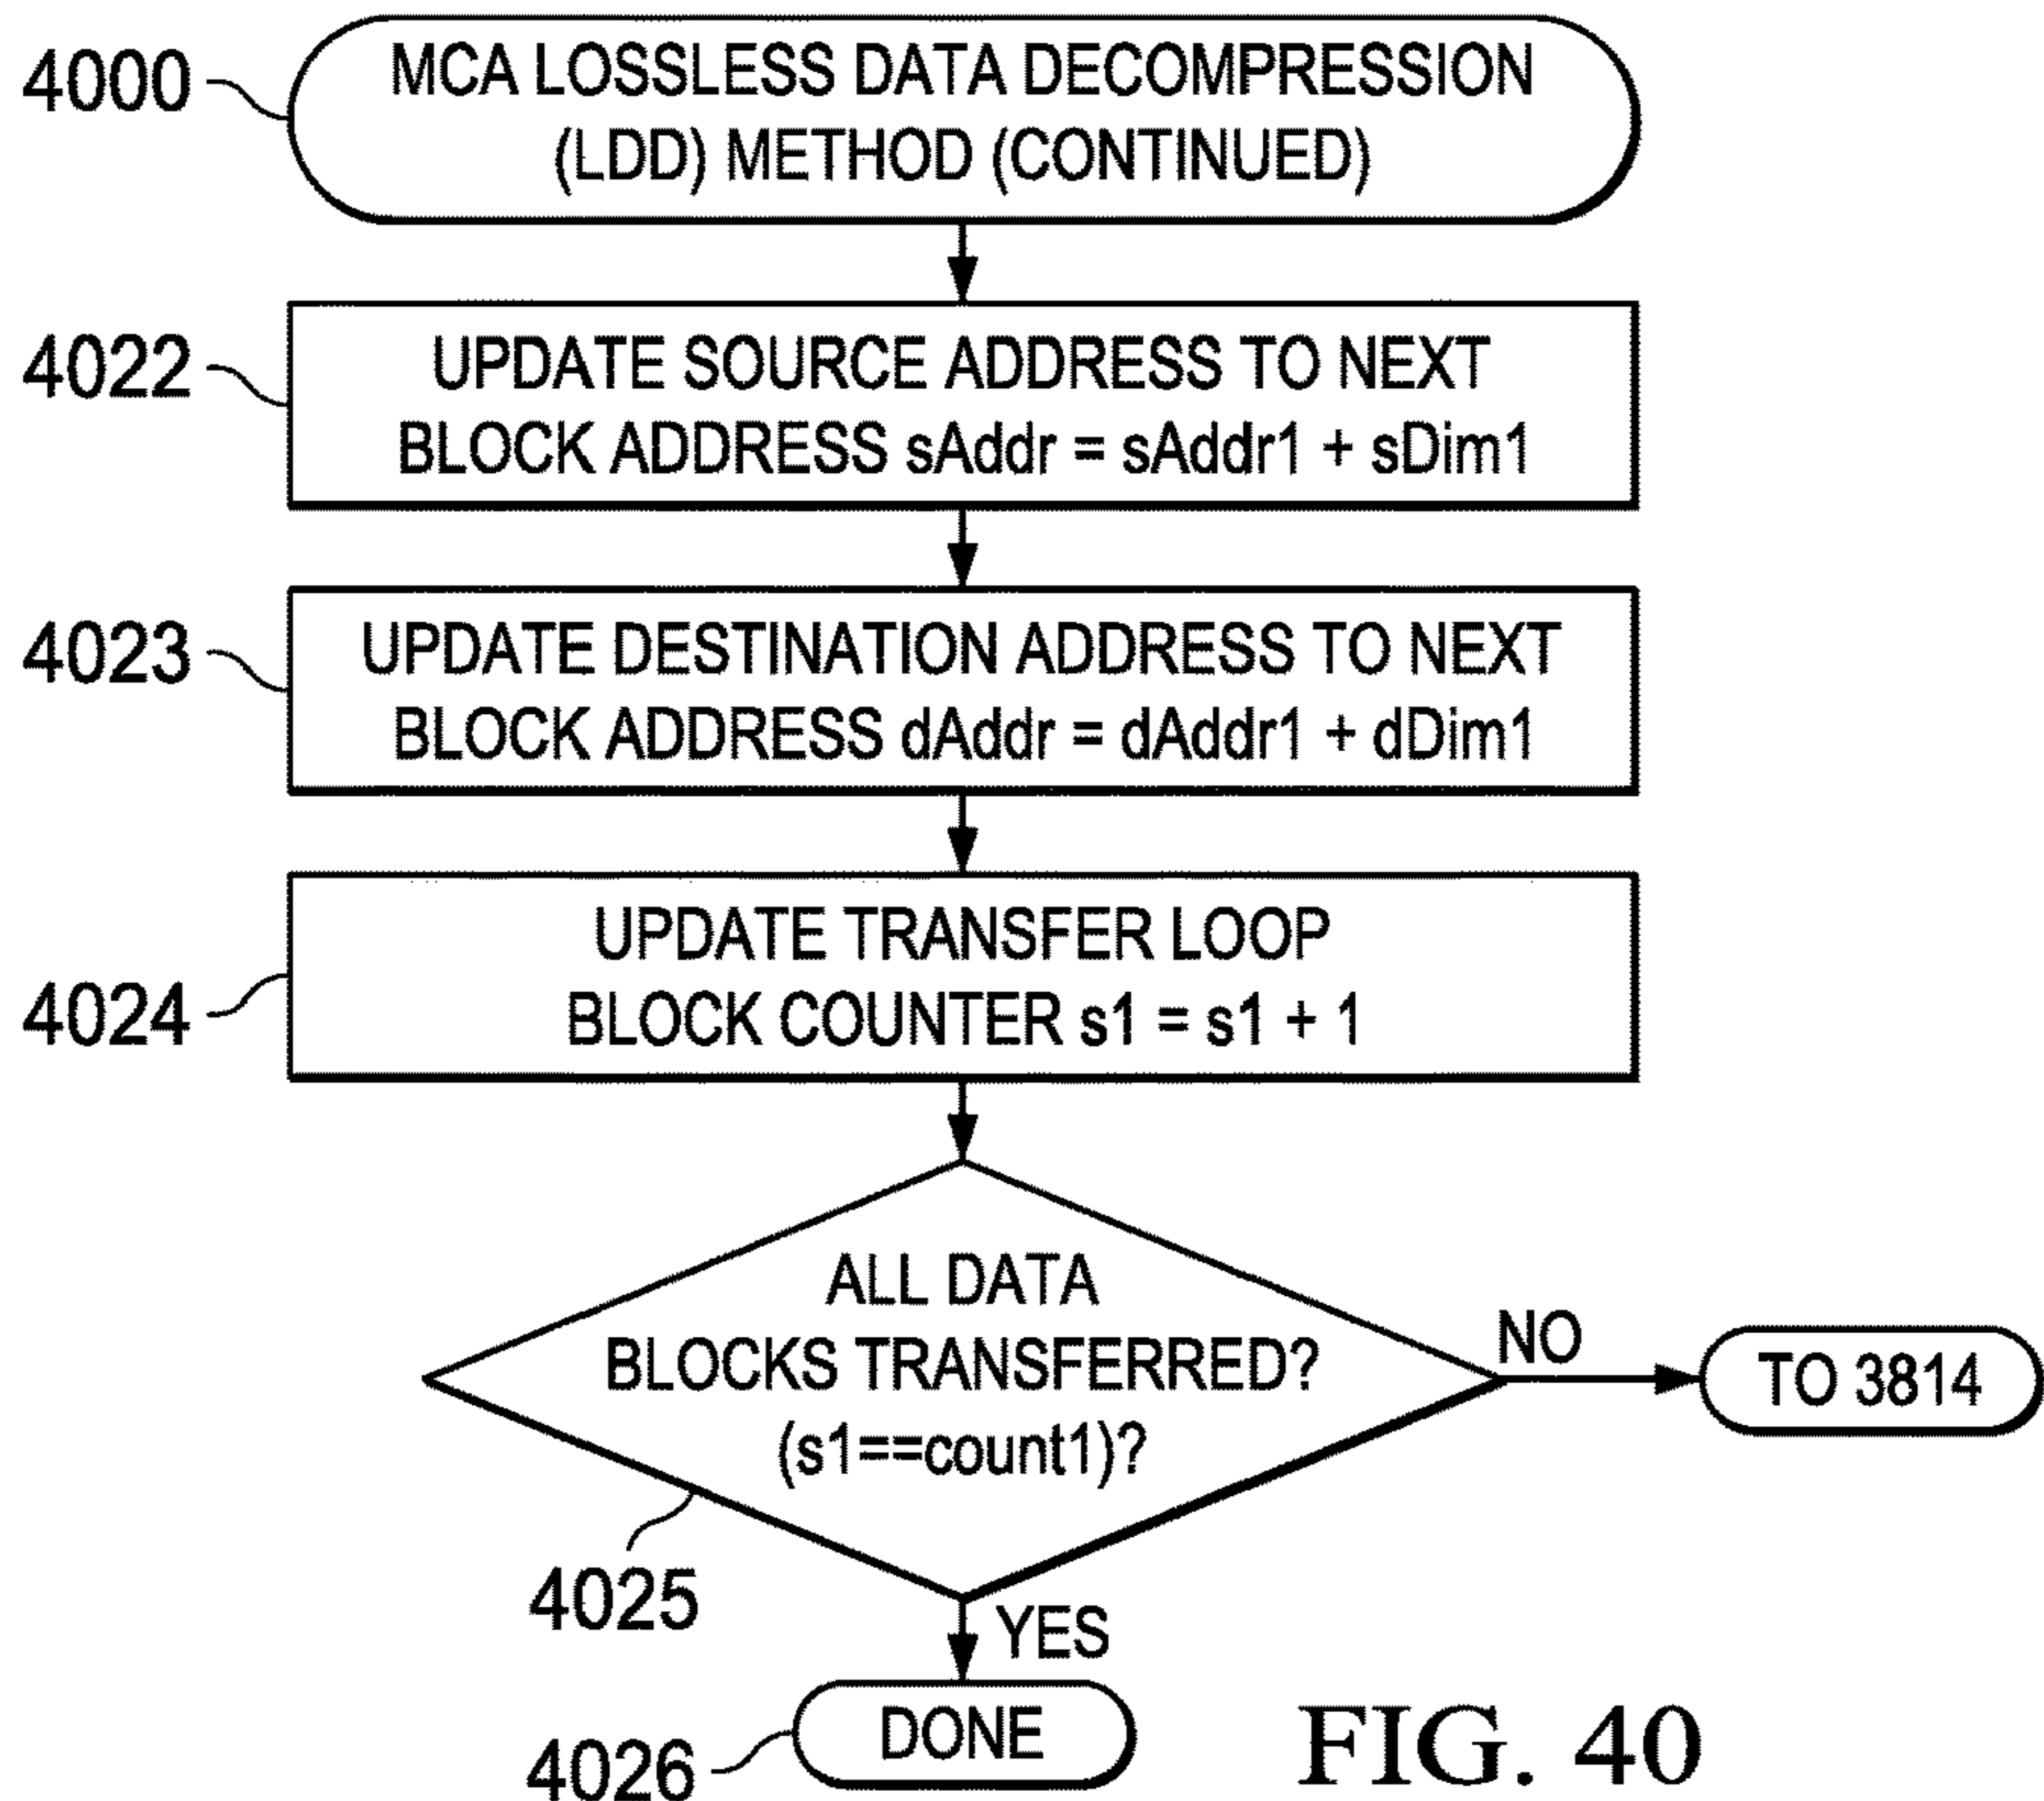 4000
MCA LOSSLESS DATA DECOMPRESSION
(LDD) METHOD (CONTINUED)
4022
UPDATE SOURCE ADDRESS TO NEXT
BLOCK ADDRESS sAddr = sAddr1 + sDim1
4023
UPDATE DESTINATION ADDRESS TO NEXT
BLOCK ADDRESS dAddr = dAddr1 + dDim1
4024
UPDATE TRANSFER LOOP
BLOCK COUNTER s1 = s1 + 1
ALL DATA
BLOCKS TRANSFERRED?
(s1==count1)?
NO
TO 3814
4025
YES
4026
DONE
FIG. 40